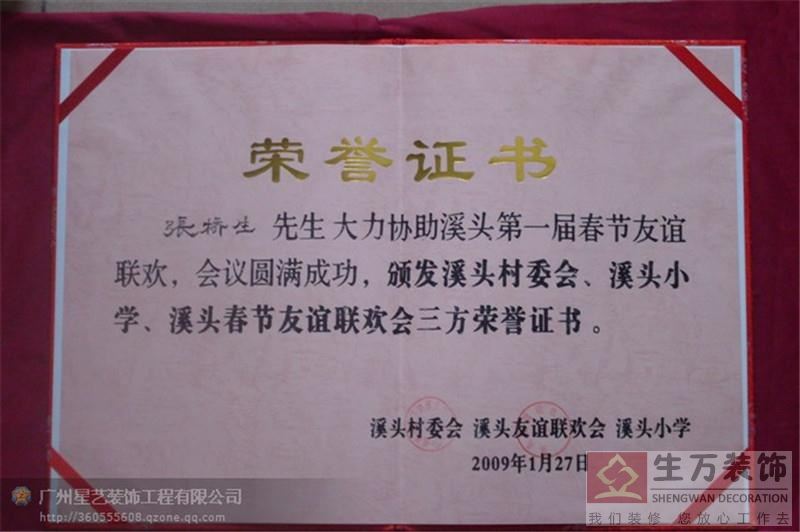 荣誉证书
張桥生 先生大力协助溪头第一届春节友谊
联欢，会议圆满成功，颁发溪头村委会、溪头小
学、溪头春节友谊联欢会三方荣誉证书。
溪头村委会 溪头友谊联欢会 溪头小学
2009年1月27日
广州星艺装饰工程有限公司
http://360555608.qzone.qq.com
生万装饰
SHENGWAN DECORATION
我们装修 您放心工作去